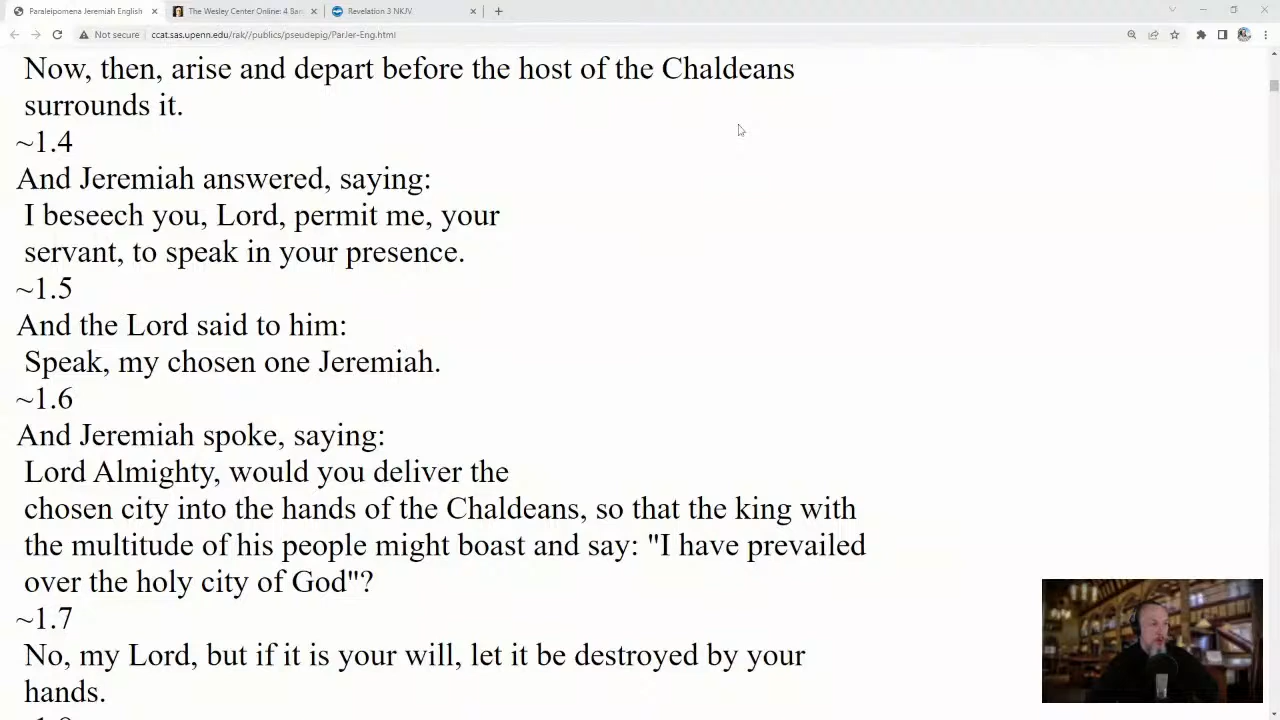 Paraleipomena Jeremiah English
The Wesley Center Online: 4 Bar
Revelation 3 NKJV
Not secure
ccat.sas.upenn.edu/rak//publics/pseudepig/ParJer-Eng.html
Now, then, arise and depart before the host of the Chaldeans
surrounds it.
~1.4
And Jeremiah answered, saying:
I beseech you, Lord, permit me, your
servant, to speak in your presence.
~1.5
And the Lord said to him:
Speak, my chosen one Jeremiah.
~1.6
And Jeremiah spoke, saying:
Lord Almighty, would you deliver the
chosen city into the hands of the Chaldeans, so that the king with
the multitude of his people might boast and say: "I have prevailed
over the holy city of God"?
~1.7
No, my Lord, but if it is your will, let it be destroyed by your
hands.